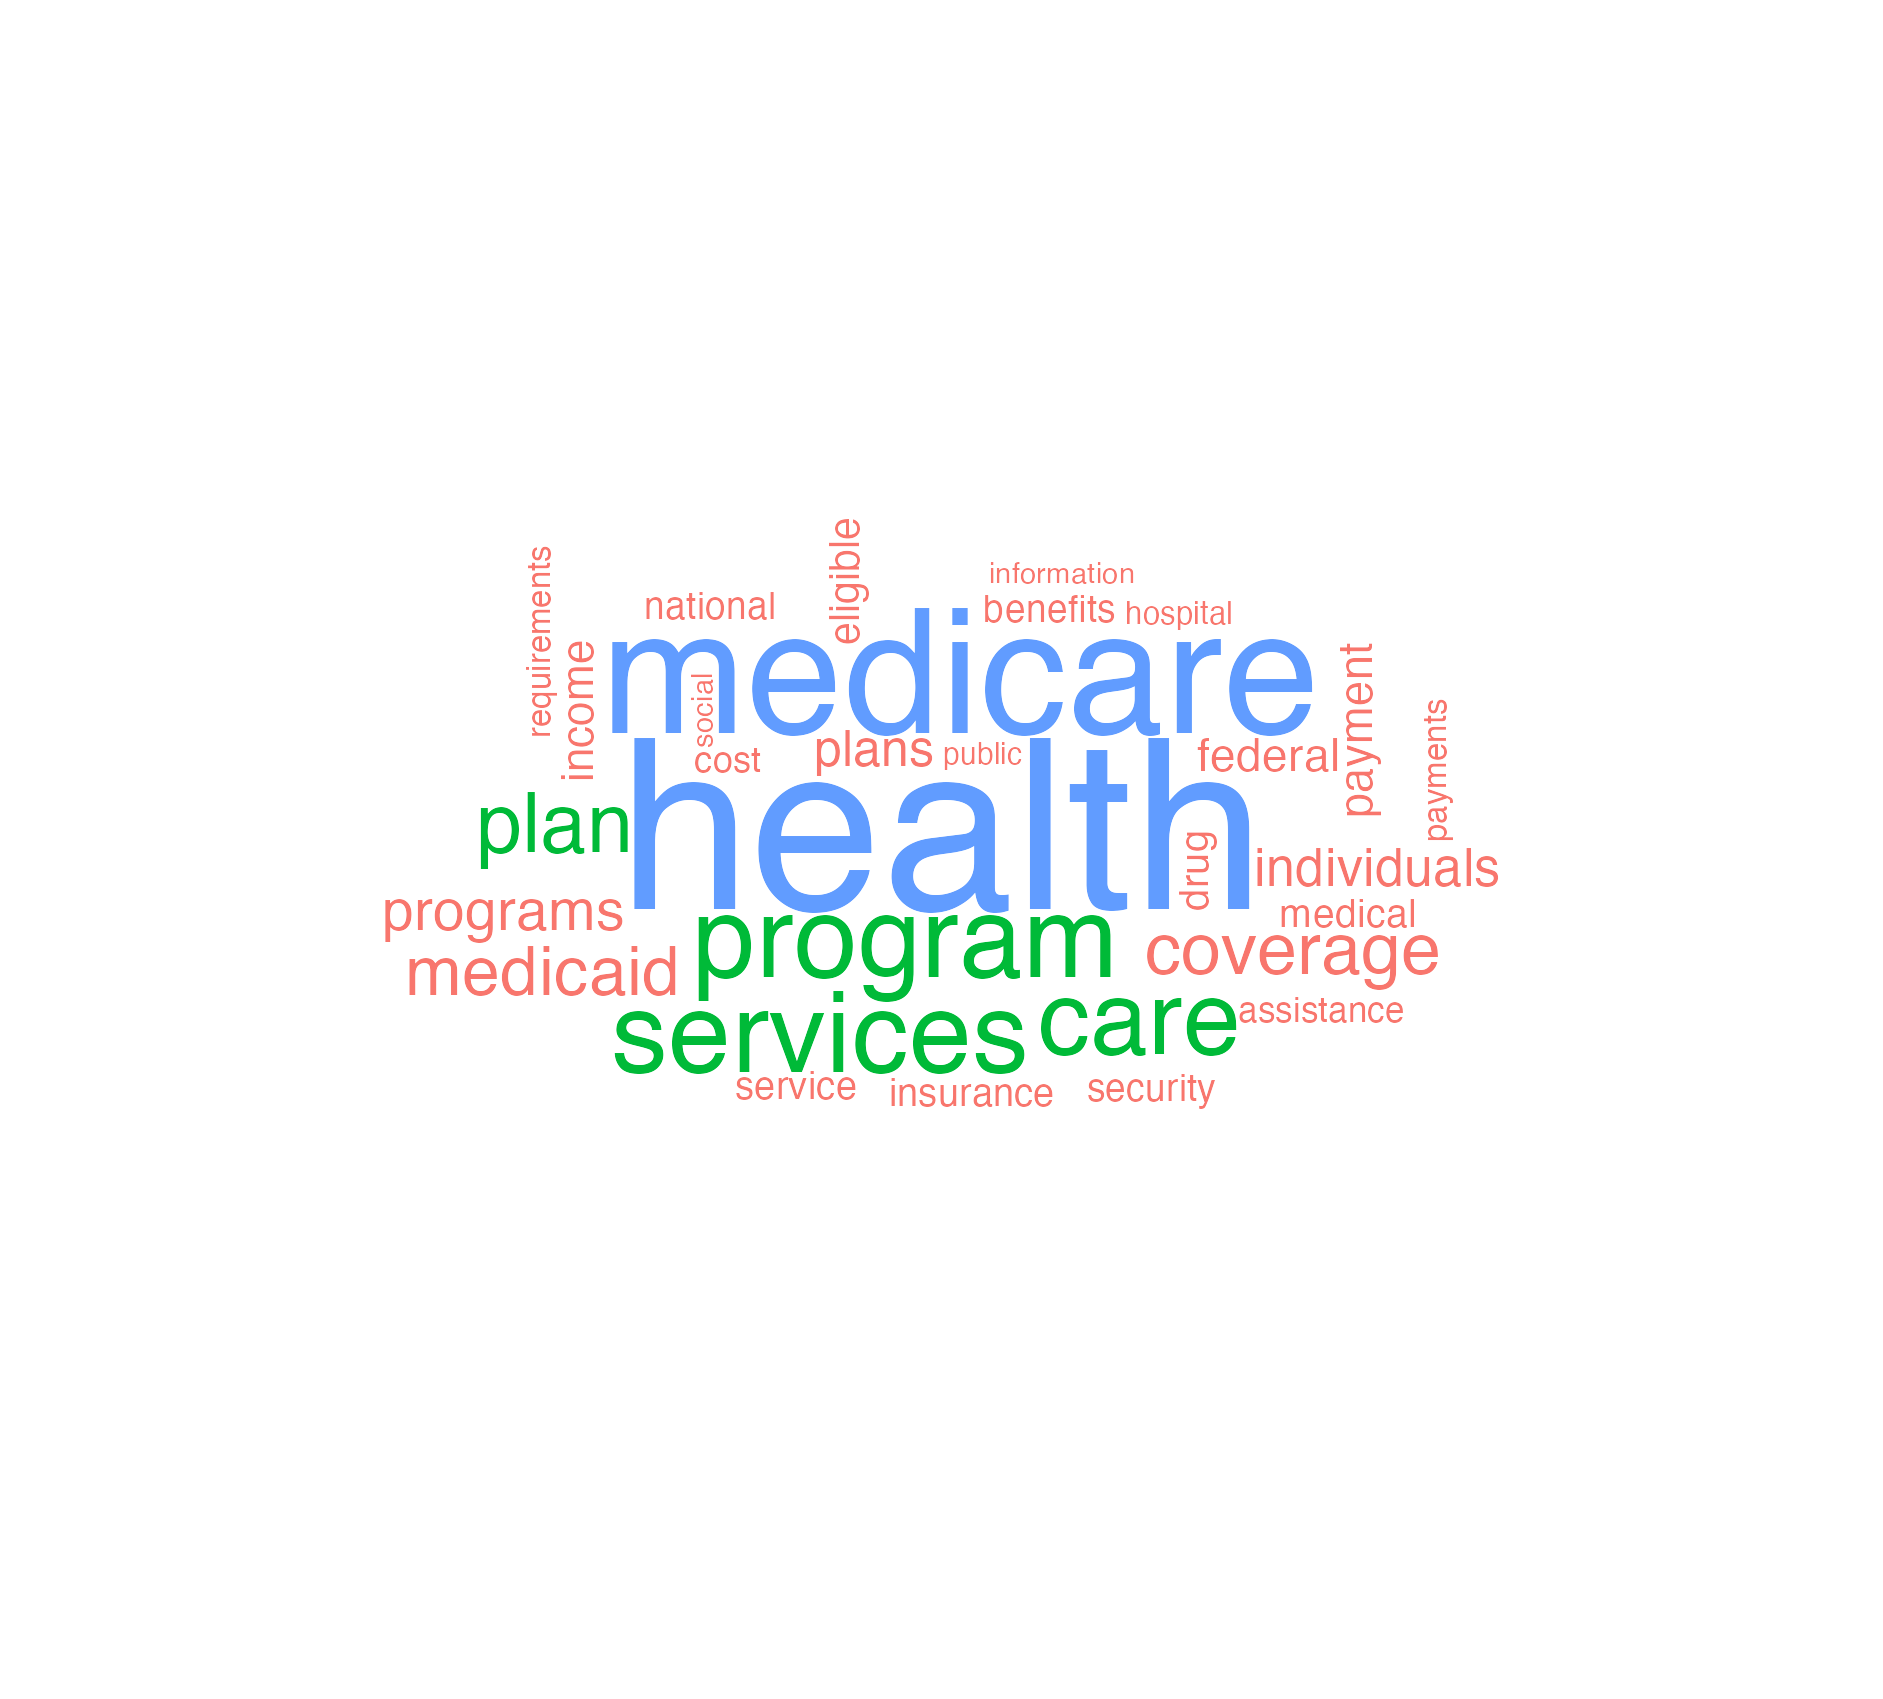 eligible
requirements
information
national
benefits
hospital
medicare
income
social
payment
payments
cost
plans
public
federal
health
plan
drug
individuals
programs
medical
program
coverage
medicaid
services
care
assistance
service
insurance
security